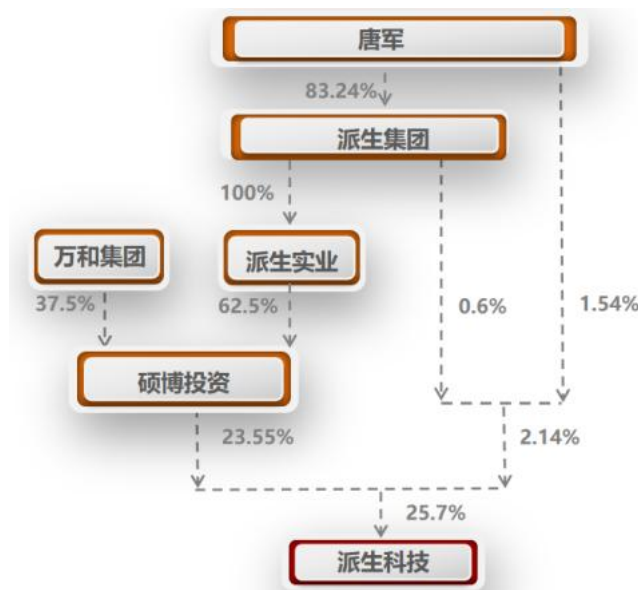 唐军
83.24%
派生集团
100%
万和集团
派生实业
37.5%
62.5%
0.6%
1.54%
硕博投资
23.55%
2.14%
25.7%
派生科技